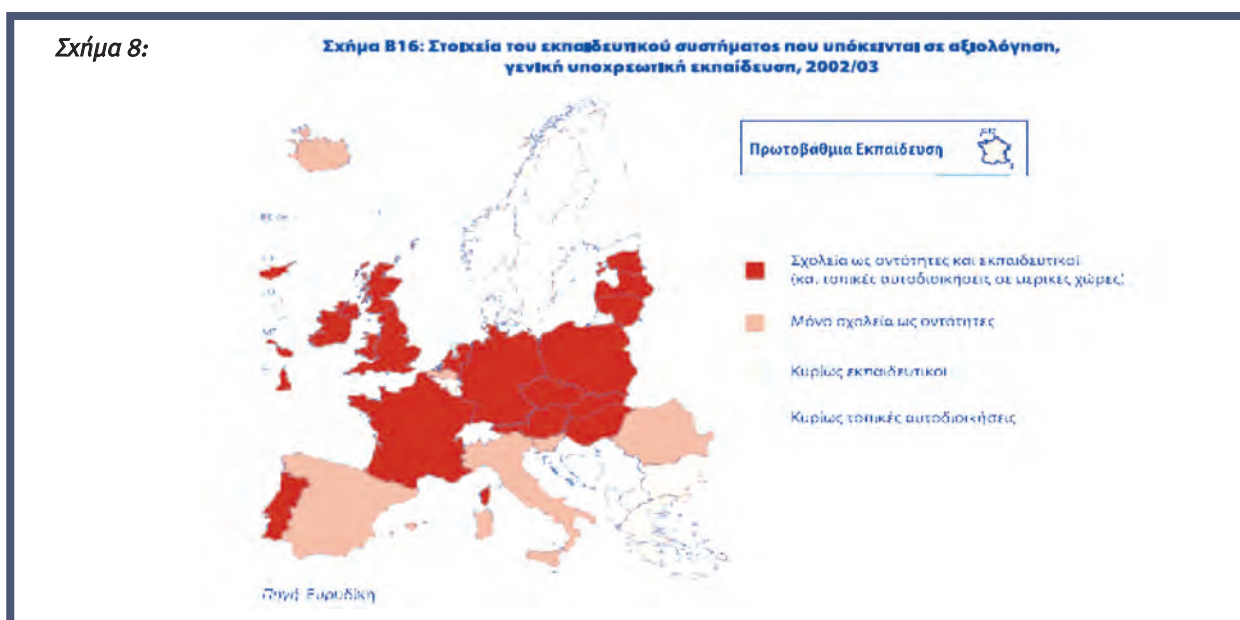 Σχήμα 8:
Σχήμα Β16: Στοιχεία του εκπαιδευτικού συστήματος που υπόκεινται σε αξιολόγηση,
γενική υποχρεωτική εκπαίδευση, 2002/03
Πρωτοβάθμια Εκπαίδευση
Σχολεία ως οντότητες και εκπαιδευτικοί
(και τοπικές αυτοδιοικήσεις σε μερικές χώρες)
Μόνο σχολεία ως οντότητες
Κυρίως εκπαιδευτικοί
Κυρίως τοπικές αυτοδιοικήσεις
Πηγή Ευρυδίκη